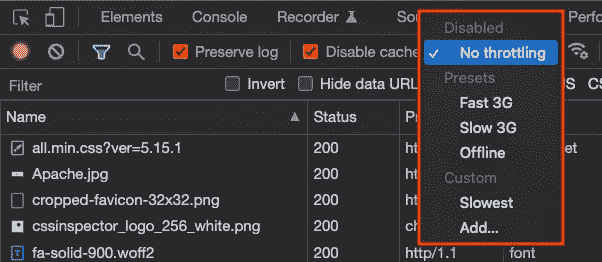 Elements Console Recorder Sou Perfo
Disabled
Preserve log Disable cache No throttling
Presets
Filter Invert Hide data URL S CS
Fast 3G
Name Status P
Slow 3G
all.min.css?ver=5.15.1 200 ht et
Offline
Apache.jpg 200 ht
Custom
cropped-favicon-32x32.png 200 ht
Slowest
cssinspector_logo_256_white.png 200 ch
Add...
fa-solid-900.woff2 200 http/1.1 font